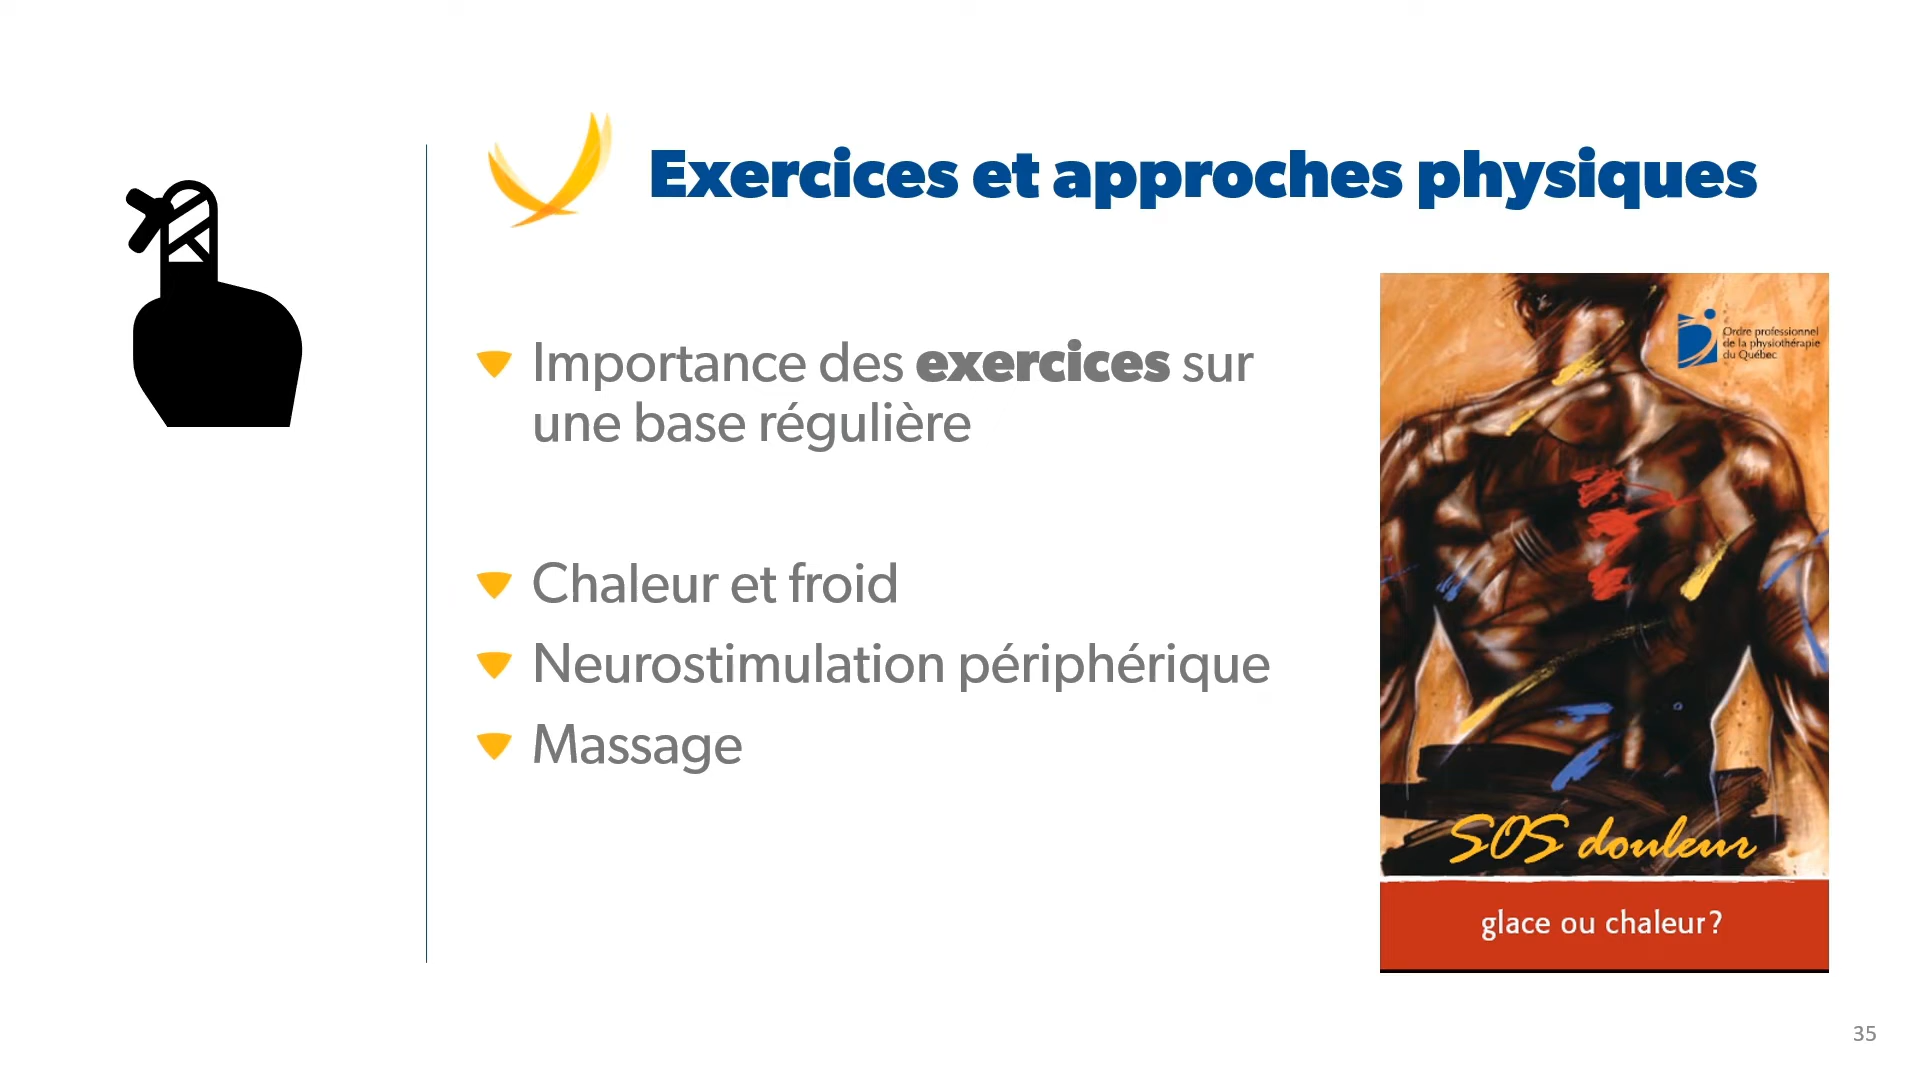 Exercices et approches physiques
Importance des exercices sur
une base régulière
Chaleur et froid
Neurostimulation périphérique
Massage
Ordre professionnel
de la physiothérapie
du Québec
SOS douleur
glace ou chaleur?
35